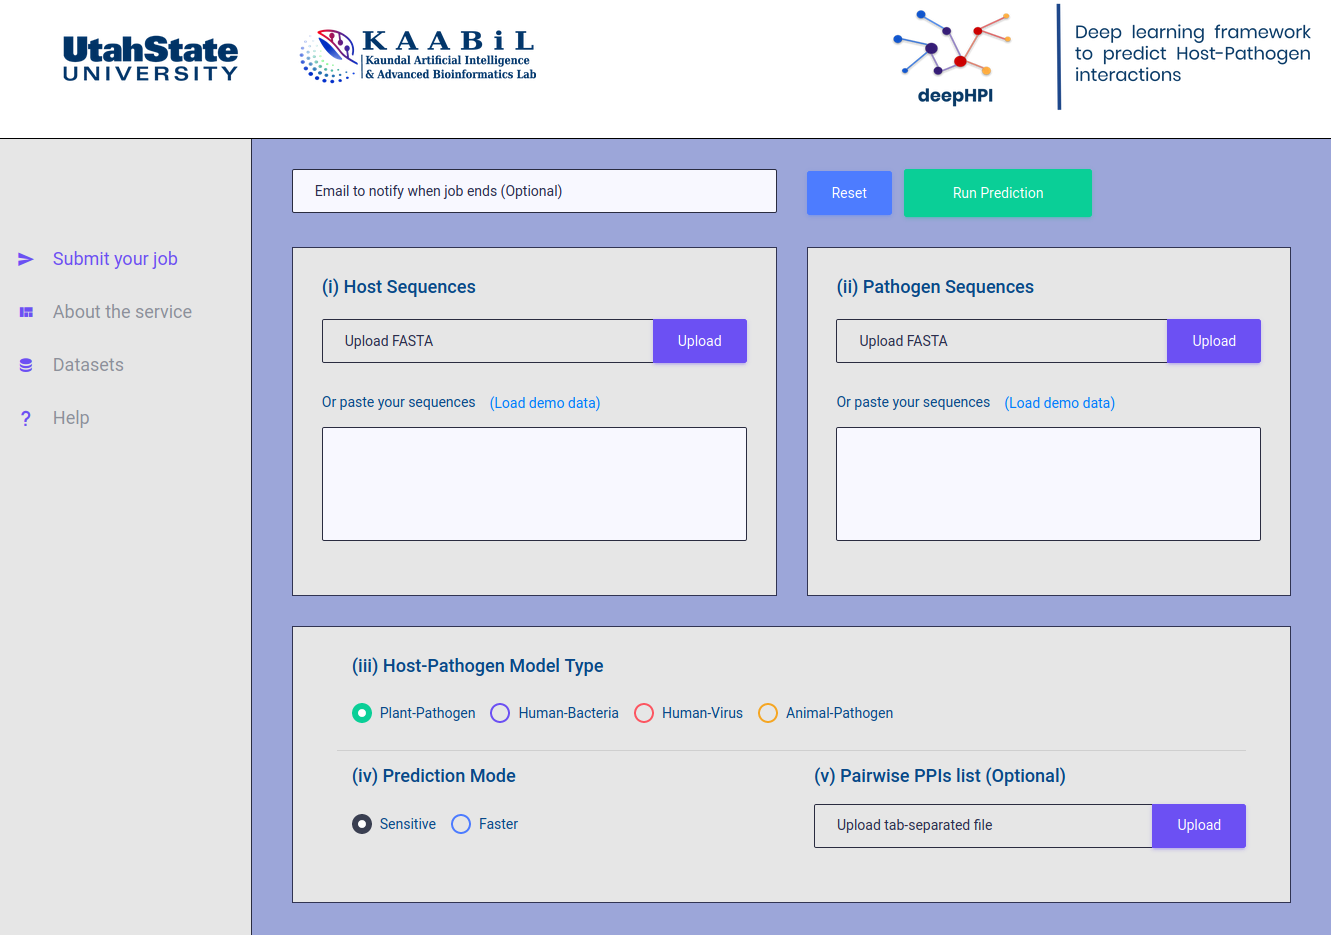 UtahState
UNIVERSITY
KAABiL
Kaundal Artificial Intelligence
& Advanced Bioinformatics Lab
deepHPI
Deep learning framework
to predict Host-Pathogen
interactions
Submit your job
About the service
Datasets
? Help
Email to notify when job ends (Optional)
Reset
Run Prediction
(i) Host Sequences
Upload FASTA
Upload
Or paste your sequences (Load demo data)
(ii) Pathogen Sequences
Upload FASTA
Upload
Or paste your sequences (Load demo data)
(iii) Host-Pathogen Model Type
Plant-Pathogen Human-Bacteria Human-Virus Animal-Pathogen
(iv) Prediction Mode
Sensitive Faster
(v) Pairwise PPIs list (Optional)
Upload tab-separated file
Upload